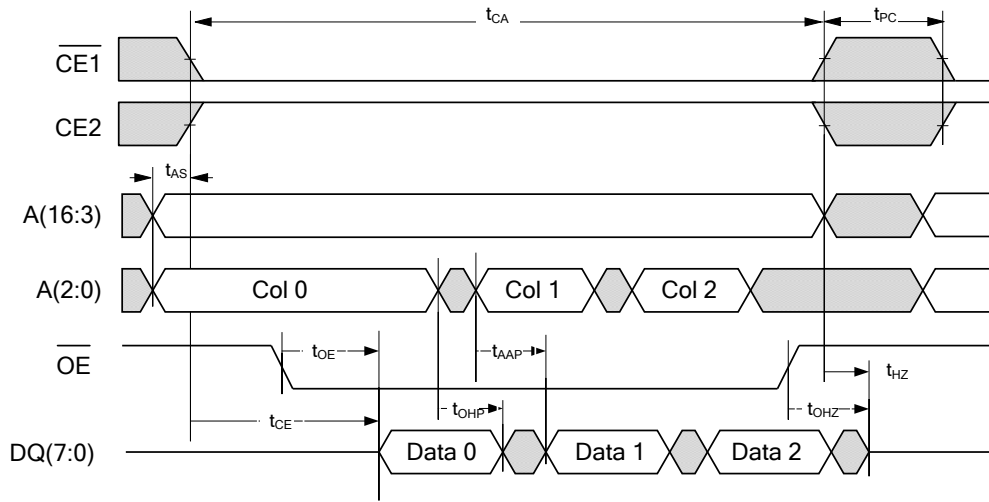 tCA
tPC
CE1
CE2
tAS
A(16:3)
A(2:0)
Col 0
Col 1
Col 2
OE
tOE
tAAP
tHZ
tCE
tOHP
tOHZ
DQ(7:0)
Data 0
Data 1
Data 2